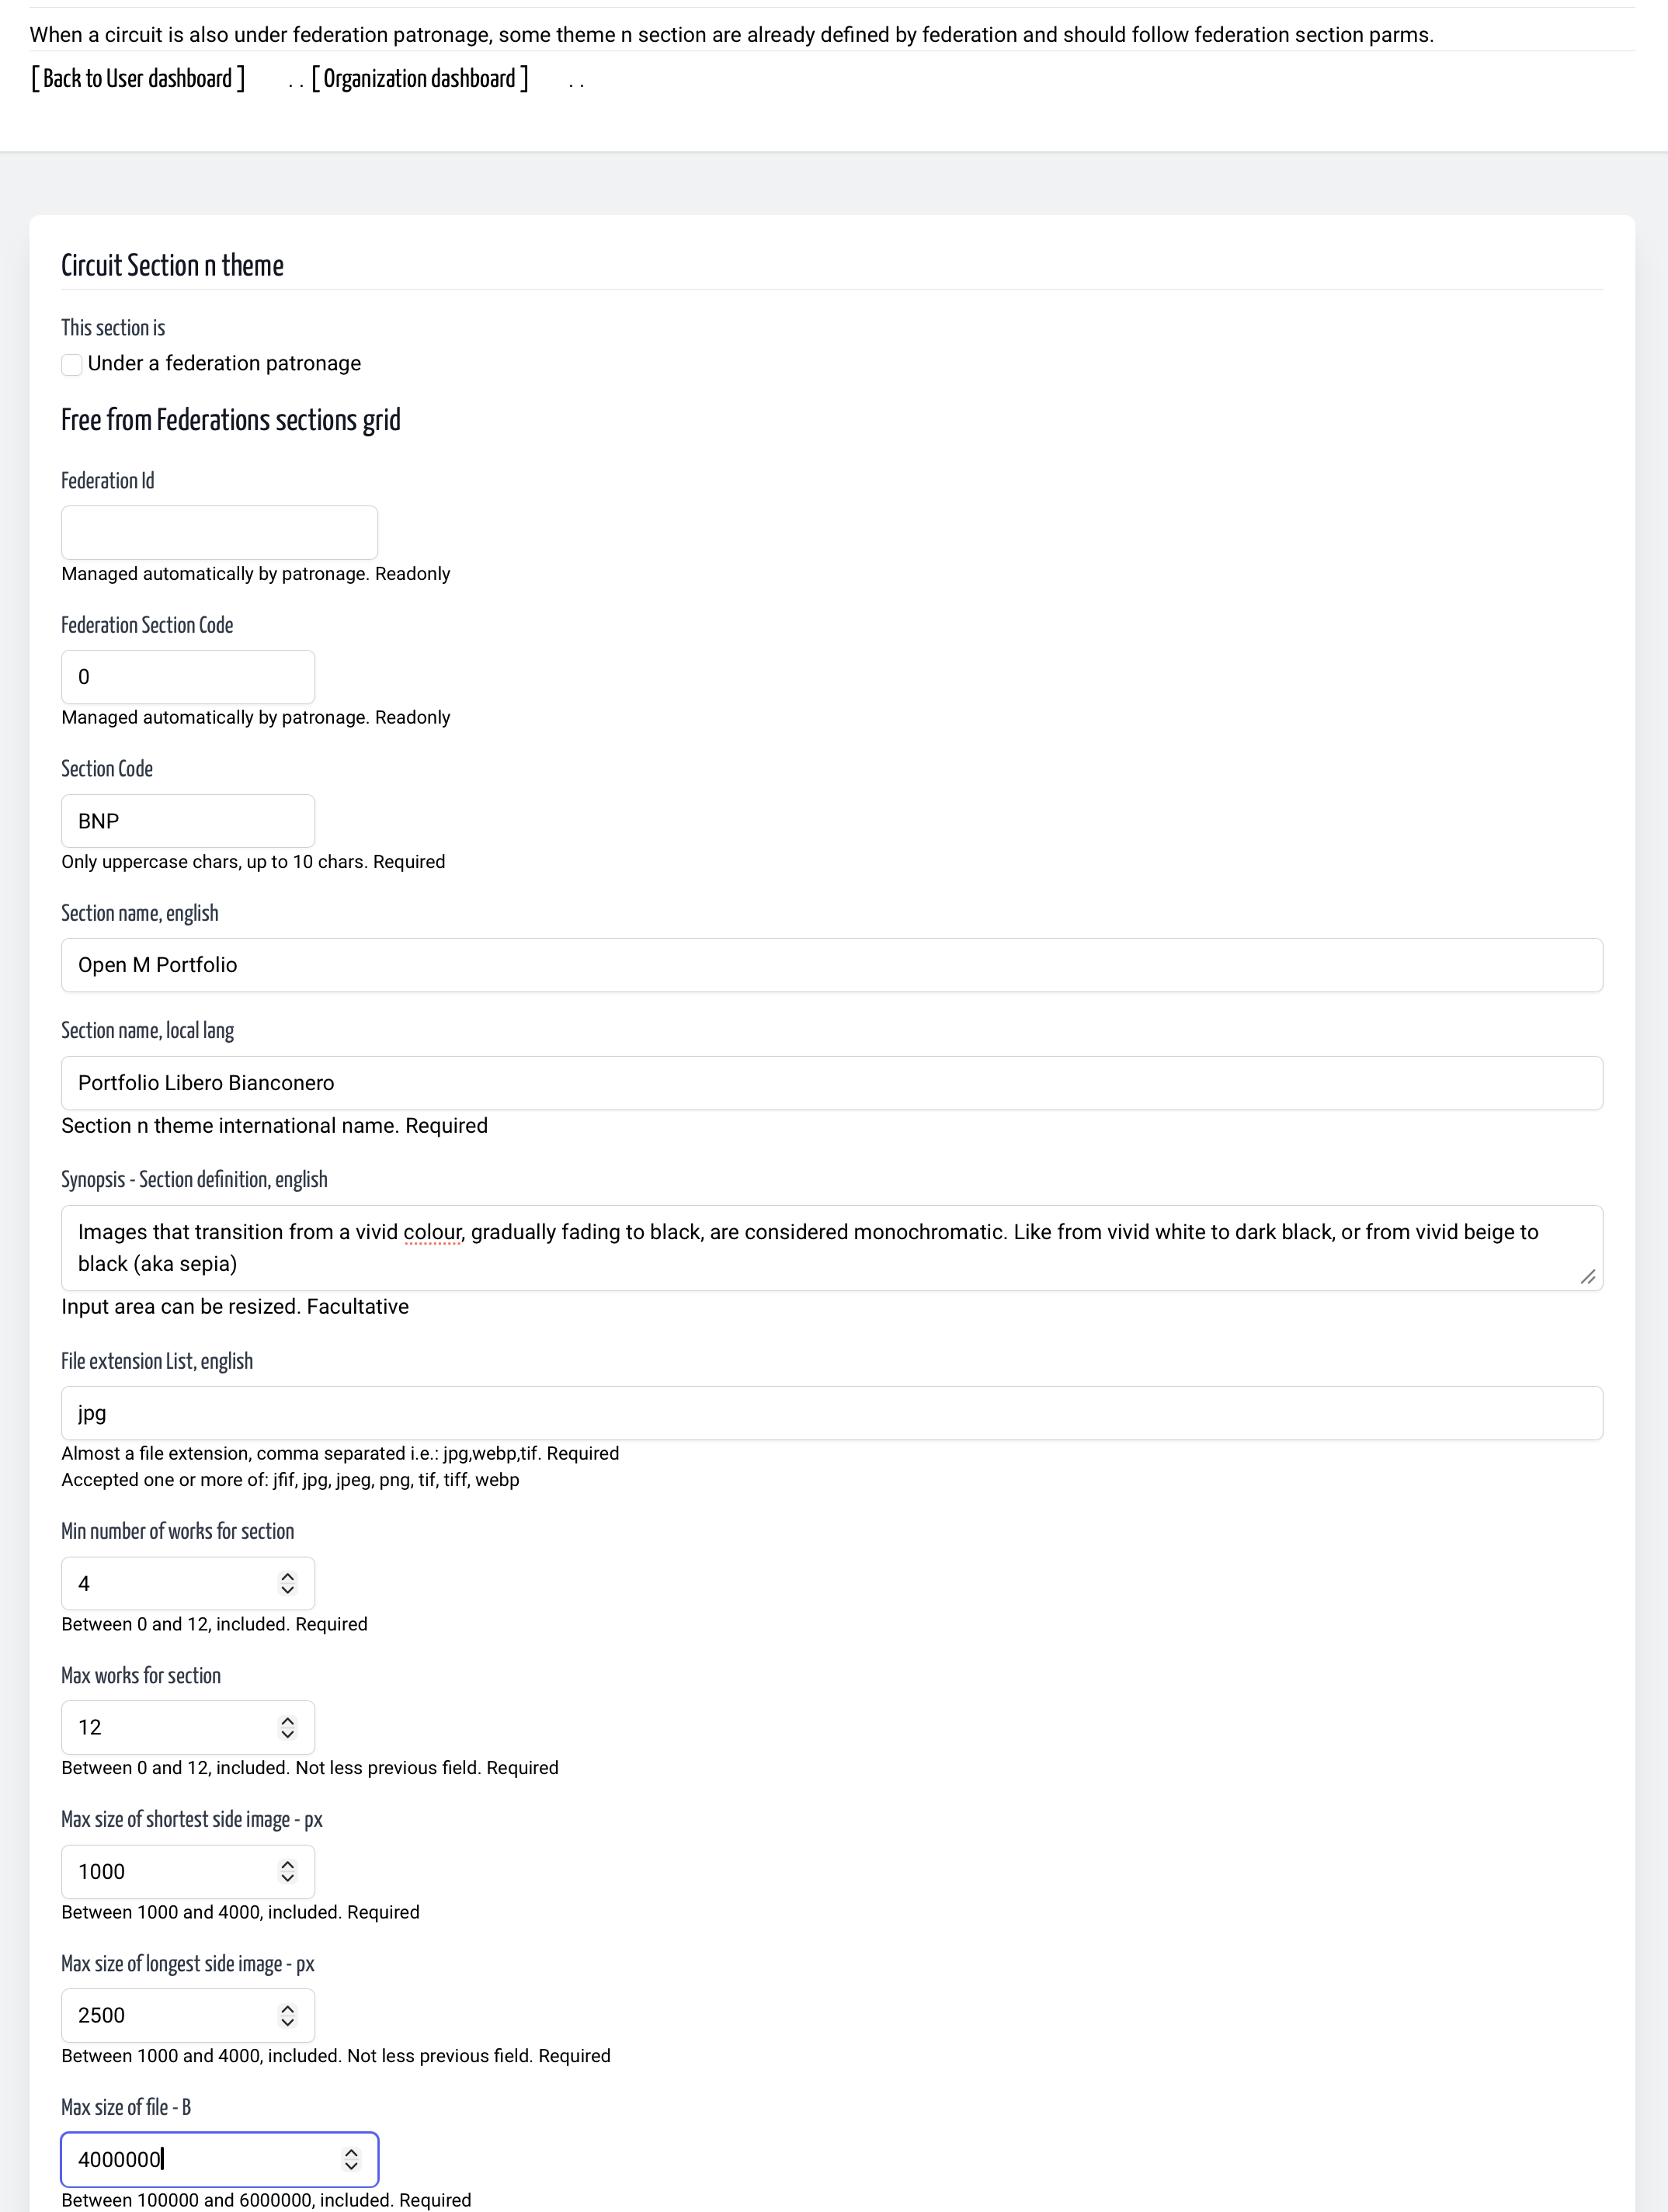 When a circuit is also under federation patronage, some theme n section are already defined by federation and should follow federation section parms.
[ Back to User dashboard ] . . [ Organization dashboard ] . .
Circuit Section n theme
This section is
Under a federation patronage
Free from Federations sections grid
Federation Id
Managed automatically by patronage. Readonly
Federation Section Code
0
Managed automatically by patronage. Readonly
Section Code
BNP
Only uppercase chars, up to 10 chars. Required
Section name, english
Open M Portfolio
Section name, local lang
Portfolio Libero Bianconero
Section n theme international name. Required
Synopsis - Section definition, english
Images that transition from a vivid colour, gradually fading to black, are considered monochromatic. Like from vivid white to dark black, or from vivid beige to
black (aka sepia)
Input area can be resized. Facultative
File extension List, english
jpg
Almost a file extension, comma separated i.e.: jpg,webp,tif. Required
Accepted one or more of: jfif, jpg, jpeg, png, tif, tiff, webp
Min number of works for section
4
Between 0 and 12, included. Required
Max works for section
12
Between 0 and 12, included. Not less previous field. Required
Max size of shortest side image - px
1000
Between 1000 and 4000, included. Required
Max size of longest side image - px
2500
Between 1000 and 4000, included. Not less previous field. Required
Max size of file - B
4000000
Between 100000 and 6000000, included. Required